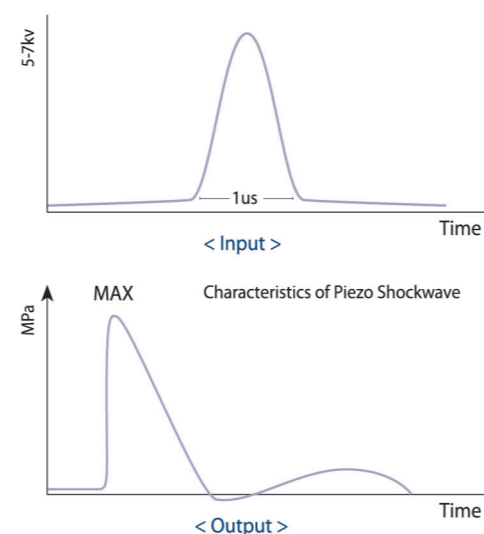 5-7kv
1us
Time
< Input >
MAX
Characteristics of Piezo Shockwave
MPa
Time
< Output >